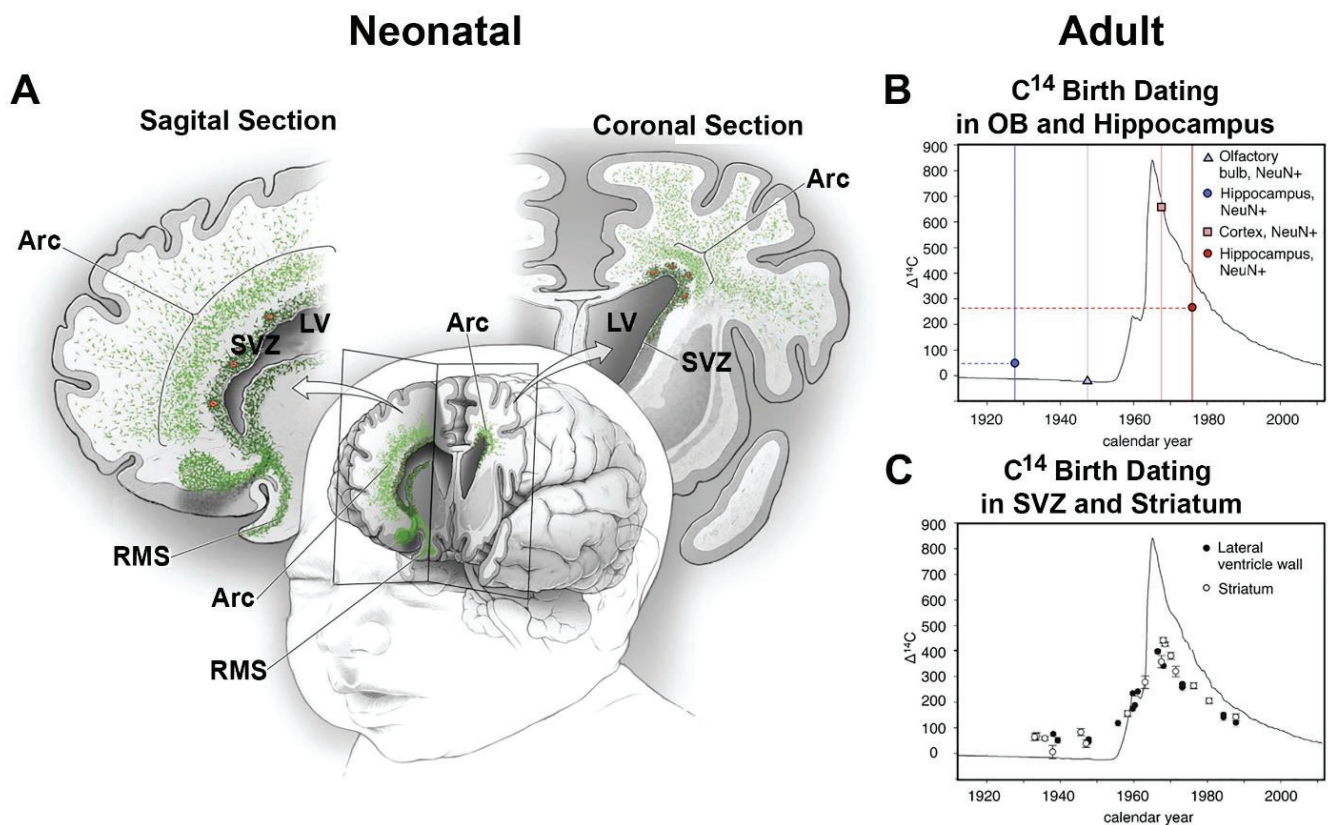 Neonatal
Adult
A
Sagital Section
Coronal Section
Arc
Arc
LV
SVZ
RMS
Arc
LV
SVZ
Arc
RMS
B
C¹⁴ Birth Dating
in OB and Hippocampus
900
800
700
600
500
400
300
200
100
0
Δ¹⁴C
Olfactory
bulb, NeuN+
Hippocampus,
NeuN+
Cortex, NeuN+
Hippocampus,
NeuN+
1920 1940 1960 1980 2000
calendar year
C
C¹⁴ Birth Dating
in SVZ and Striatum
900
800
700
600
500
400
300
200
100
0
Δ¹⁴C
Lateral
ventricle wall
Striatum
1920 1940 1960 1980 2000
calendar year